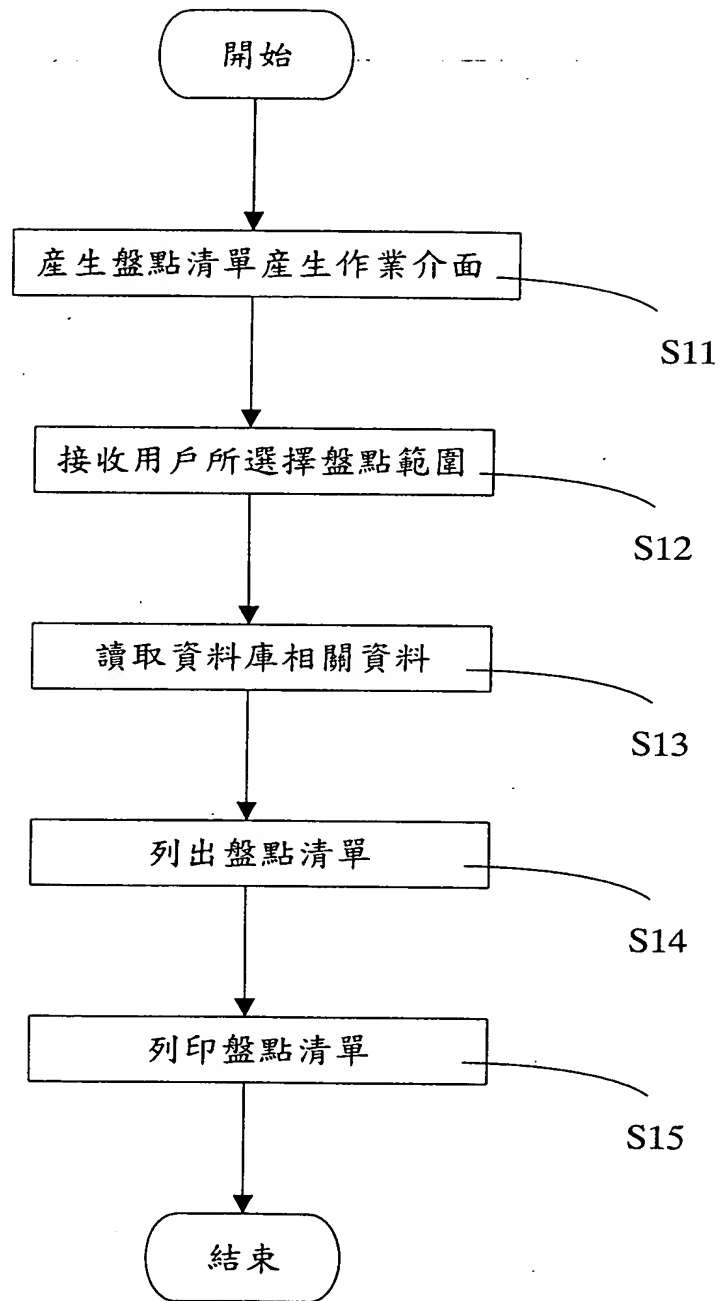 開始
産生盤點清單産生作業介面
S11
接收用戶所選擇盤點範圍
S12
讀取資料庫相關資料
S13
列出盤點清單
S14
列印盤點清單
S15
結束